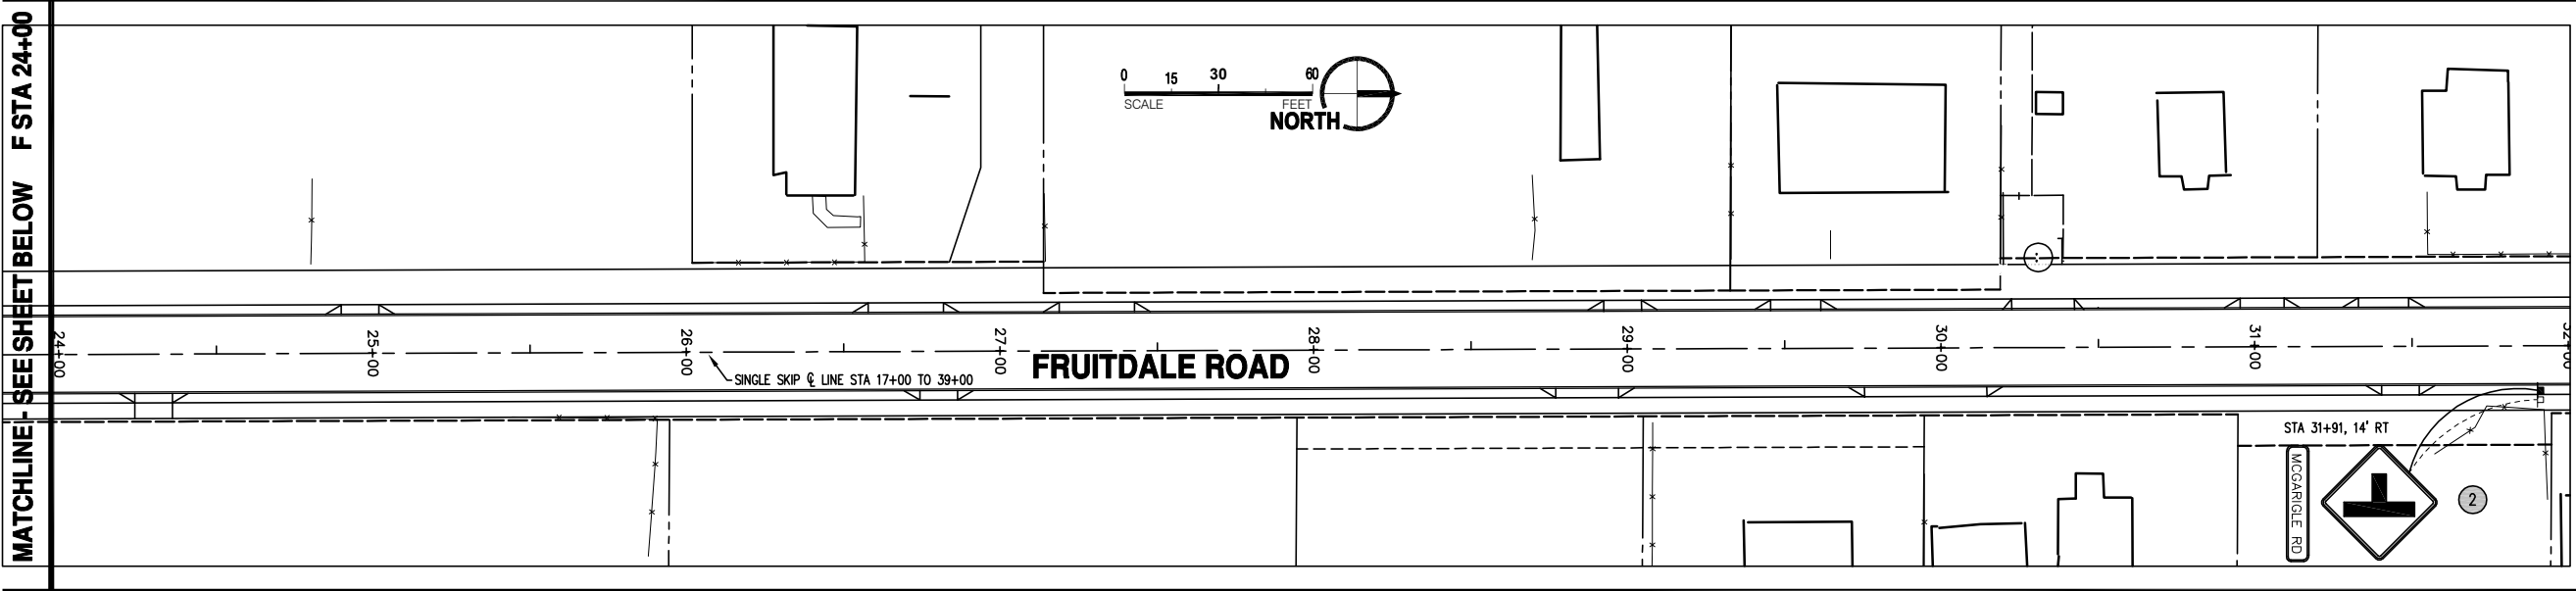 MATCHLINE - SEE SHEET BELOW F STA 24+00
0 15 30 60
SCALE FEET
NORTH
24+00 25+00 26+00 27+00 28+00 29+00 30+00 31+00
FRUITDALE ROAD
SINGLE SKIP ℄ LINE STA 17+00 TO 39+00
STA 31+91, 14' RT
MCGARIGLE RD
2